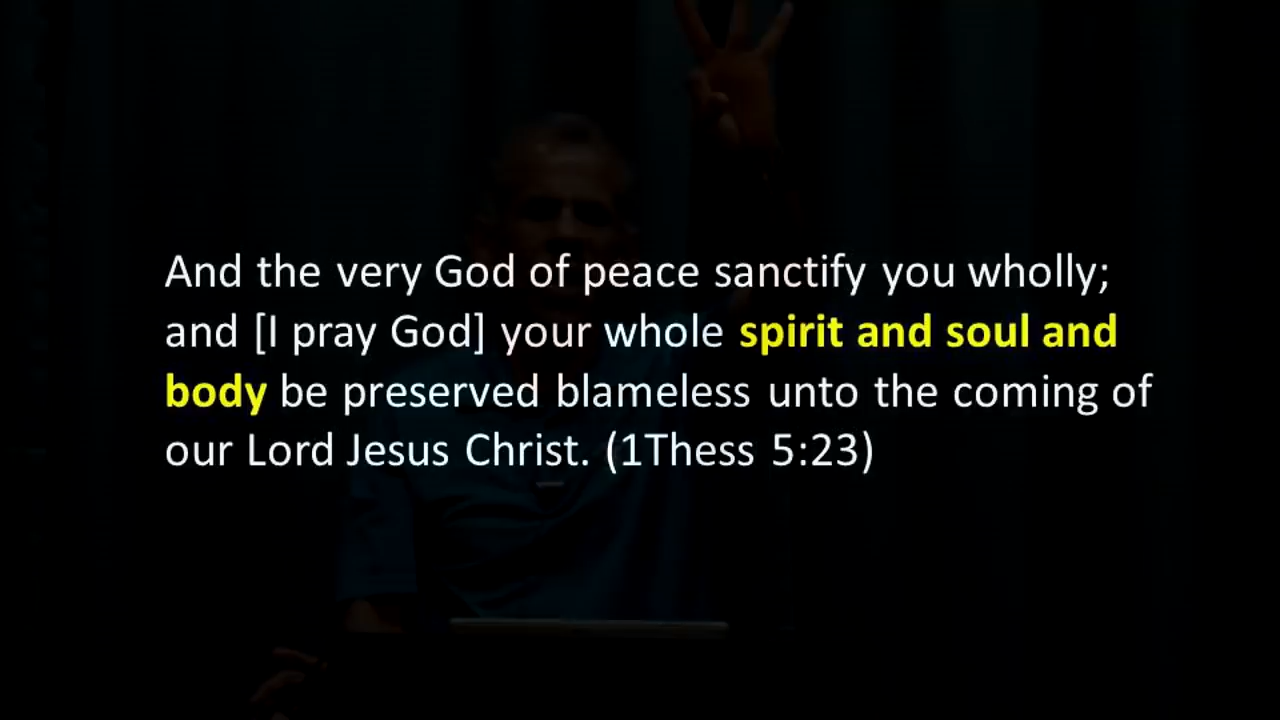 And the very God of peace sanctify you wholly;
and [I pray God] your whole spirit and soul and
body be preserved blameless unto the coming of
our Lord Jesus Christ. (1Thess 5:23)